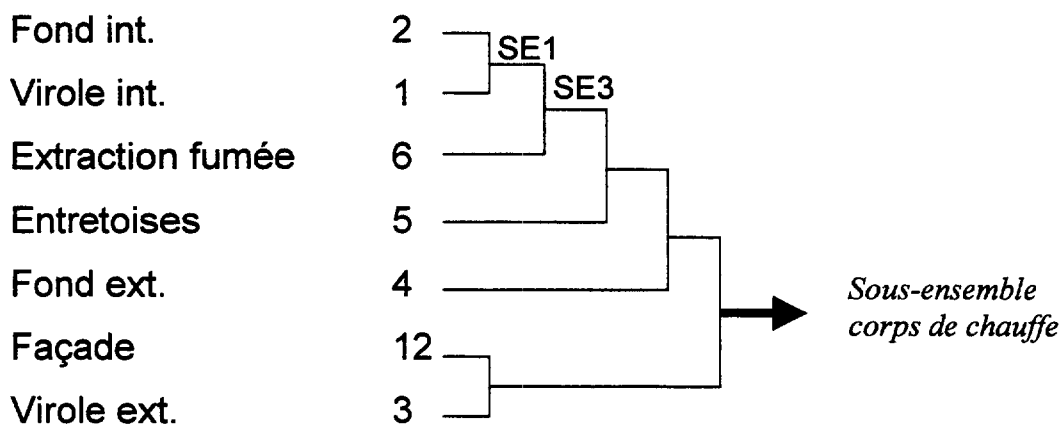 Fond int. 2
SE1
Virole int. 1
SE3
Extraction fumée 6
Entretoises 5
Fond ext. 4
Sous-ensemble
corps de chauffe
Façade 12
Virole ext. 3